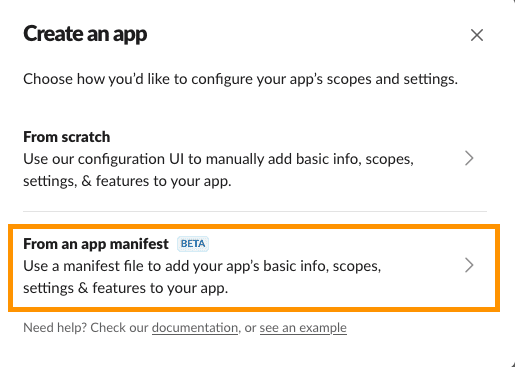 Create an app
Choose how you'd like to configure your app's scopes and settings.
From scratch
Use our configuration UI to manually add basic info, scopes,
settings, & features to your app.
From an app manifest BETA
Use a manifest file to add your app's basic info, scopes,
settings & features to your app.
Need help? Check our documentation, or see an example